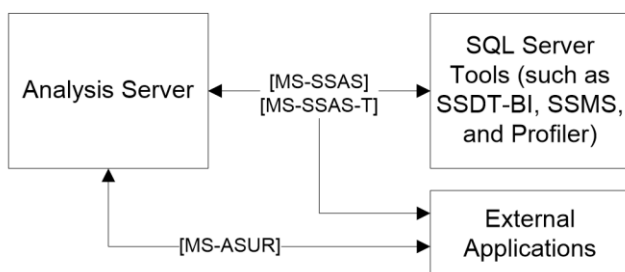 Analysis Server
[MS-SSAS]
[MS-SSAS-T]
SQL Server
Tools (such as
SSDT-BI, SSMS,
and Profiler)
[MS-ASUR]
External
Applications